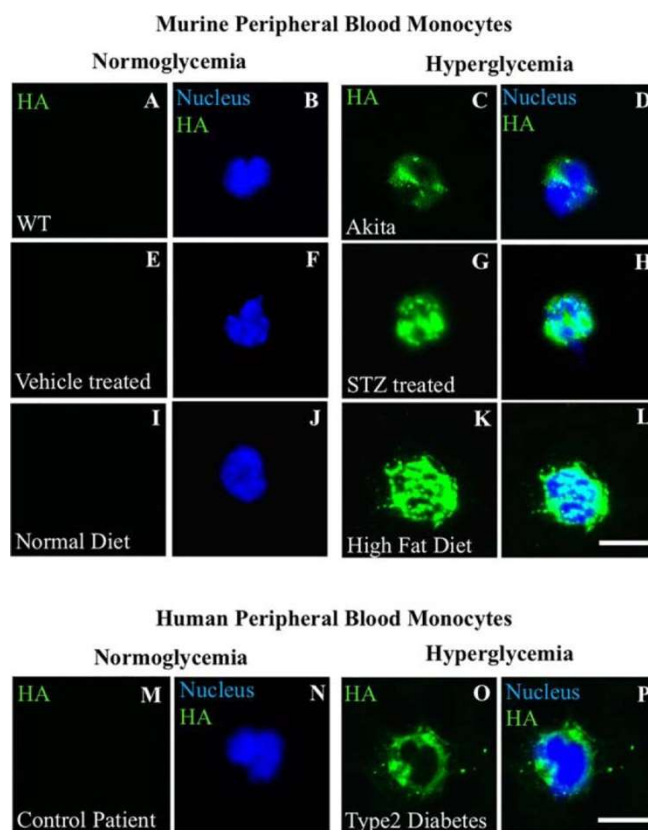 Murine Peripheral Blood Monocytes
Normoglycemia Hyperglycemia
HA A Nucleus B HA C Nucleus D
HA HA
WT Akita
E F G H
Vehicle treated STZ treated
I J K L
Normal Diet High Fat Diet
Human Peripheral Blood Monocytes
Normoglycemia Hyperglycemia
HA M Nucleus N HA O Nucleus P
HA HA
Control Patient Type2 Diabetes